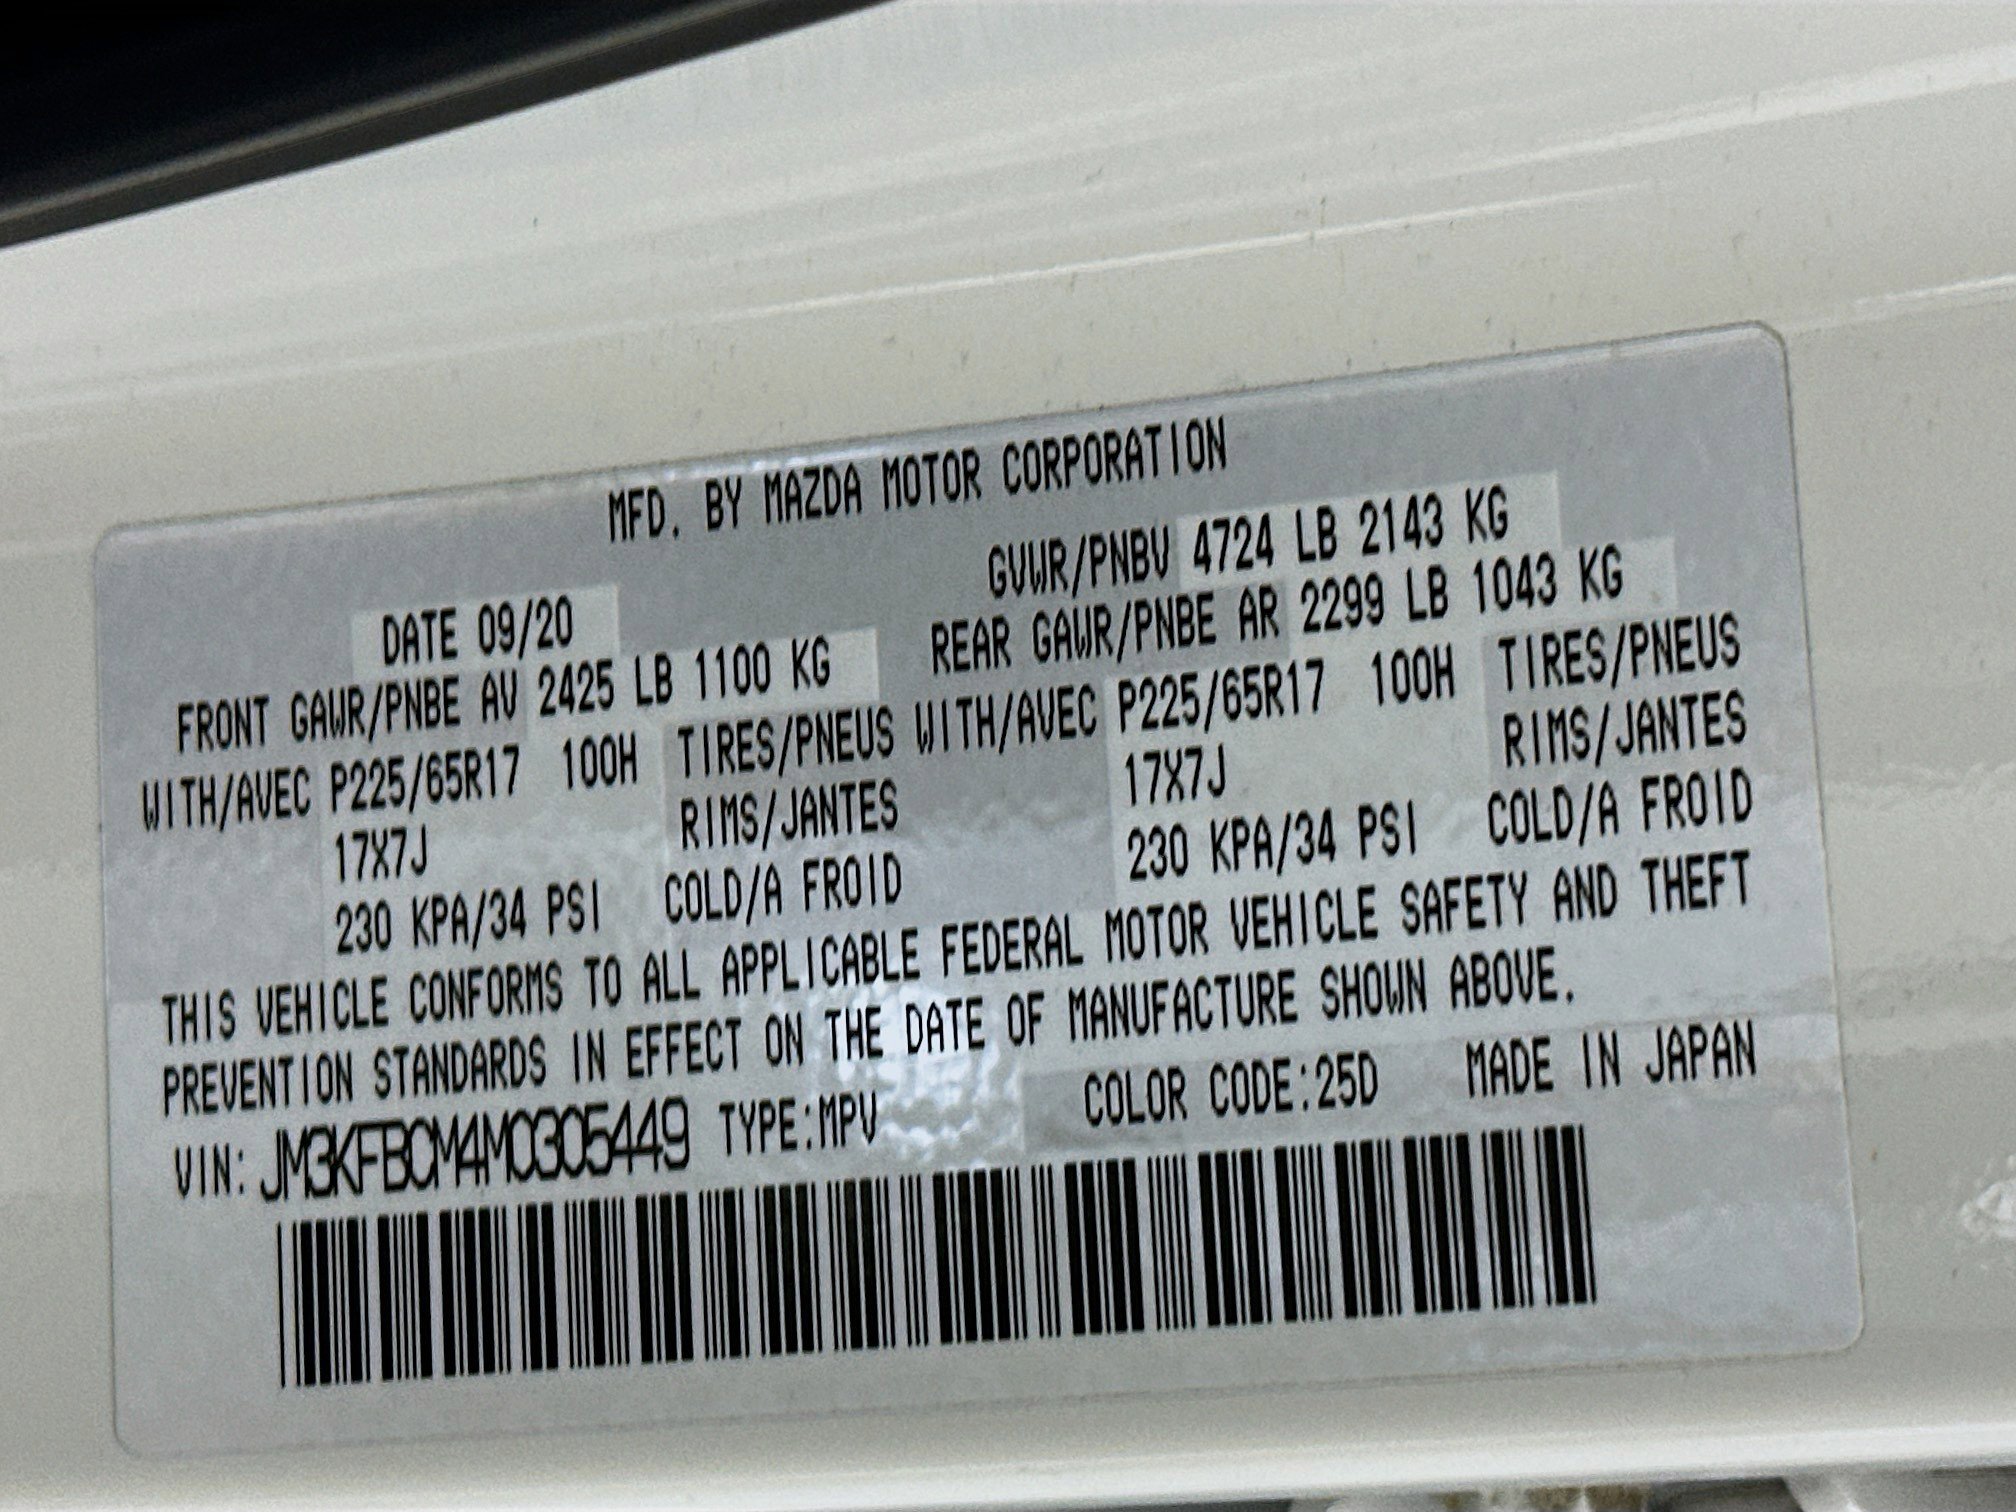 MFD. BY MAZDA MOTOR CORPORATION
DATE 09/20 GVWR/PNBV 4724 LB 2143 KG
FRONT GAWR/PNBE AV 2425 LB 1100 KG REAR GAWR/PNBE AR 2299 LB 1043 KG
WITH/AVEC P225/65R17 100H TIRES/PNEUS WITH/AVEC P225/65R17 100H TIRES/PNEUS
17X7J RIMS/JANTES 17X7J RIMS/JANTES
230 KPA/34 PSI COLD/A FROID 230 KPA/34 PSI COLD/A FROID
THIS VEHICLE CONFORMS TO ALL APPLICABLE FEDERAL MOTOR VEHICLE SAFETY AND THEFT
PREVENTION STANDARDS IN EFFECT ON THE DATE OF MANUFACTURE SHOWN ABOVE.
VIN: JM3KFBCM4M0305449 TYPE:MPV COLOR CODE:25D MADE IN JAPAN